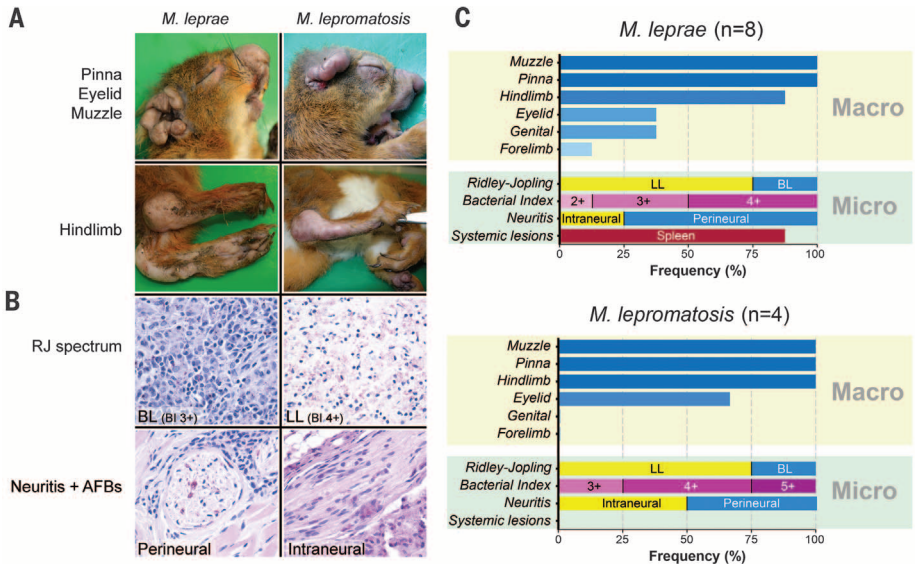 A
M. leprae
M. lepromatosis
Pinna
Eyelid
Muzzle
Hindlimb
B
RJ spectrum
BL (BI 3+)
LL (BI 4+)
Neuritis + AFBs
Perineural
Intraneural
C
M. leprae (n=8)
Muzzle
Pinna
Hindlimb
Eyelid
Genital
Forelimb
Macro
Ridley-Jopling
LL
BL
Bacterial Index
2+
3+
4+
Neuritis
Intraneural
Perineural
Systemic lesions
Spleen
Micro
0
25
50
75
100
Frequency (%)
M. lepromatosis (n=4)
Muzzle
Pinna
Hindlimb
Eyelid
Genital
Forelimb
Macro
Ridley-Jopling
LL
BL
Bacterial Index
3+
4+
5+
Neuritis
Intraneural
Perineural
Systemic lesions
Micro
0
25
50
75
100
Frequency (%)